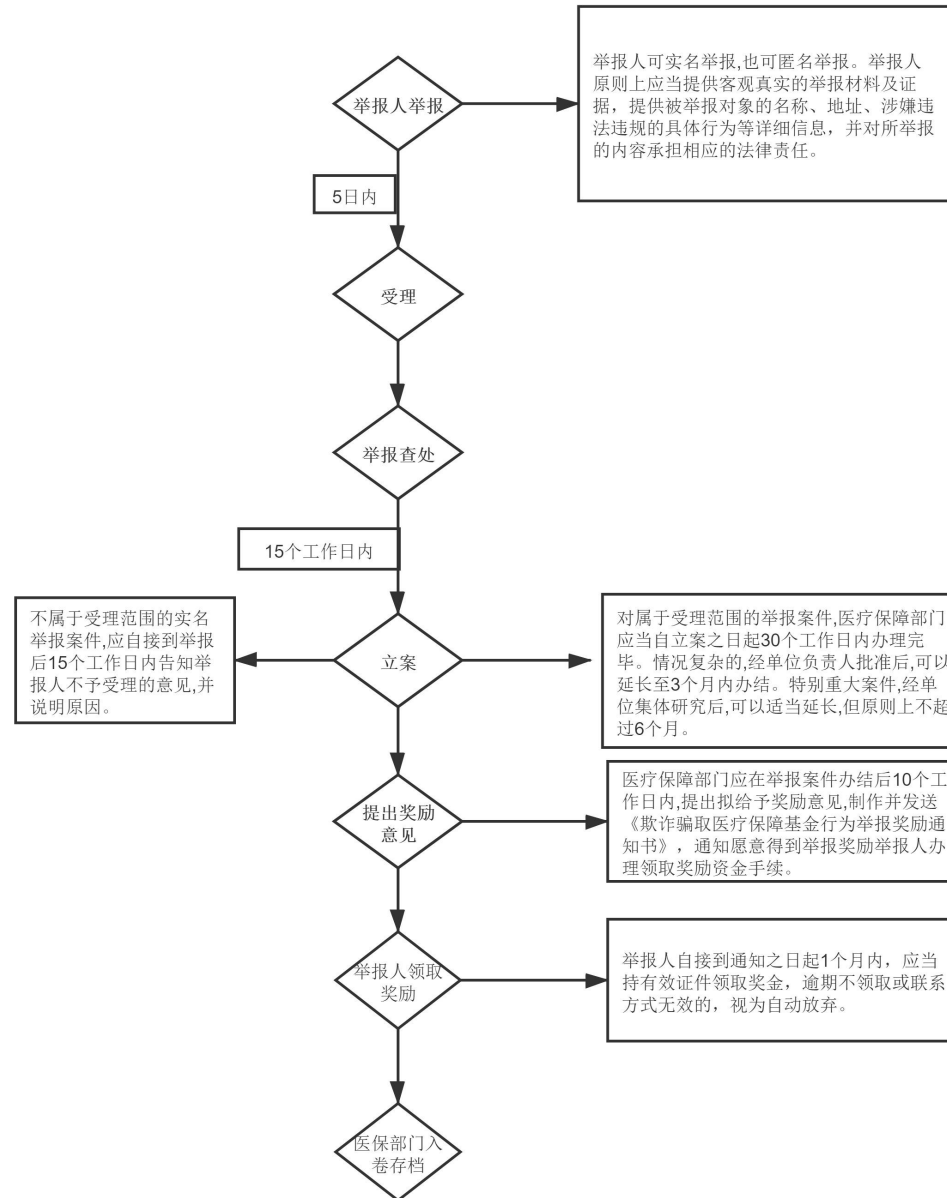 举报人举报
举报人可实名举报,也可匿名举报。举报人
原则上应当提供客观真实的举报材料及证
据，提供被举报对象的名称、地址、涉嫌违
法违规的具体行为等详细信息，并对所举报
的内容承担相应的法律责任。
5日内
受理
举报查处
15个工作日内
不属于受理范围的实名
举报案件,应自接到举报
后15个工作日内告知举
报人不予受理的意见,并
说明原因。
立案
对属于受理范围的举报案件,医疗保障部门
应当自立案之日起30个工作日内办理完
毕。情况复杂的,经单位负责人批准后,可以
延长至3个月内办结。特别重大案件,经单
位集体研究后,可以适当延长,但原则上不超
过6个月。
提出奖励
意见
医疗保障部门应在举报案件办结后10个工
作日内,提出拟给予奖励意见,制作并发送
《欺诈骗取医疗保障基金行为举报奖励通
知书》，通知愿意得到举报奖励举报人办
理领取奖励资金手续。
举报人领取
奖励
举报人自接到通知之日起1个月内，应当
持有效证件领取奖金，逾期不领取或联系
方式无效的，视为自动放弃。
医保部门入
卷存档